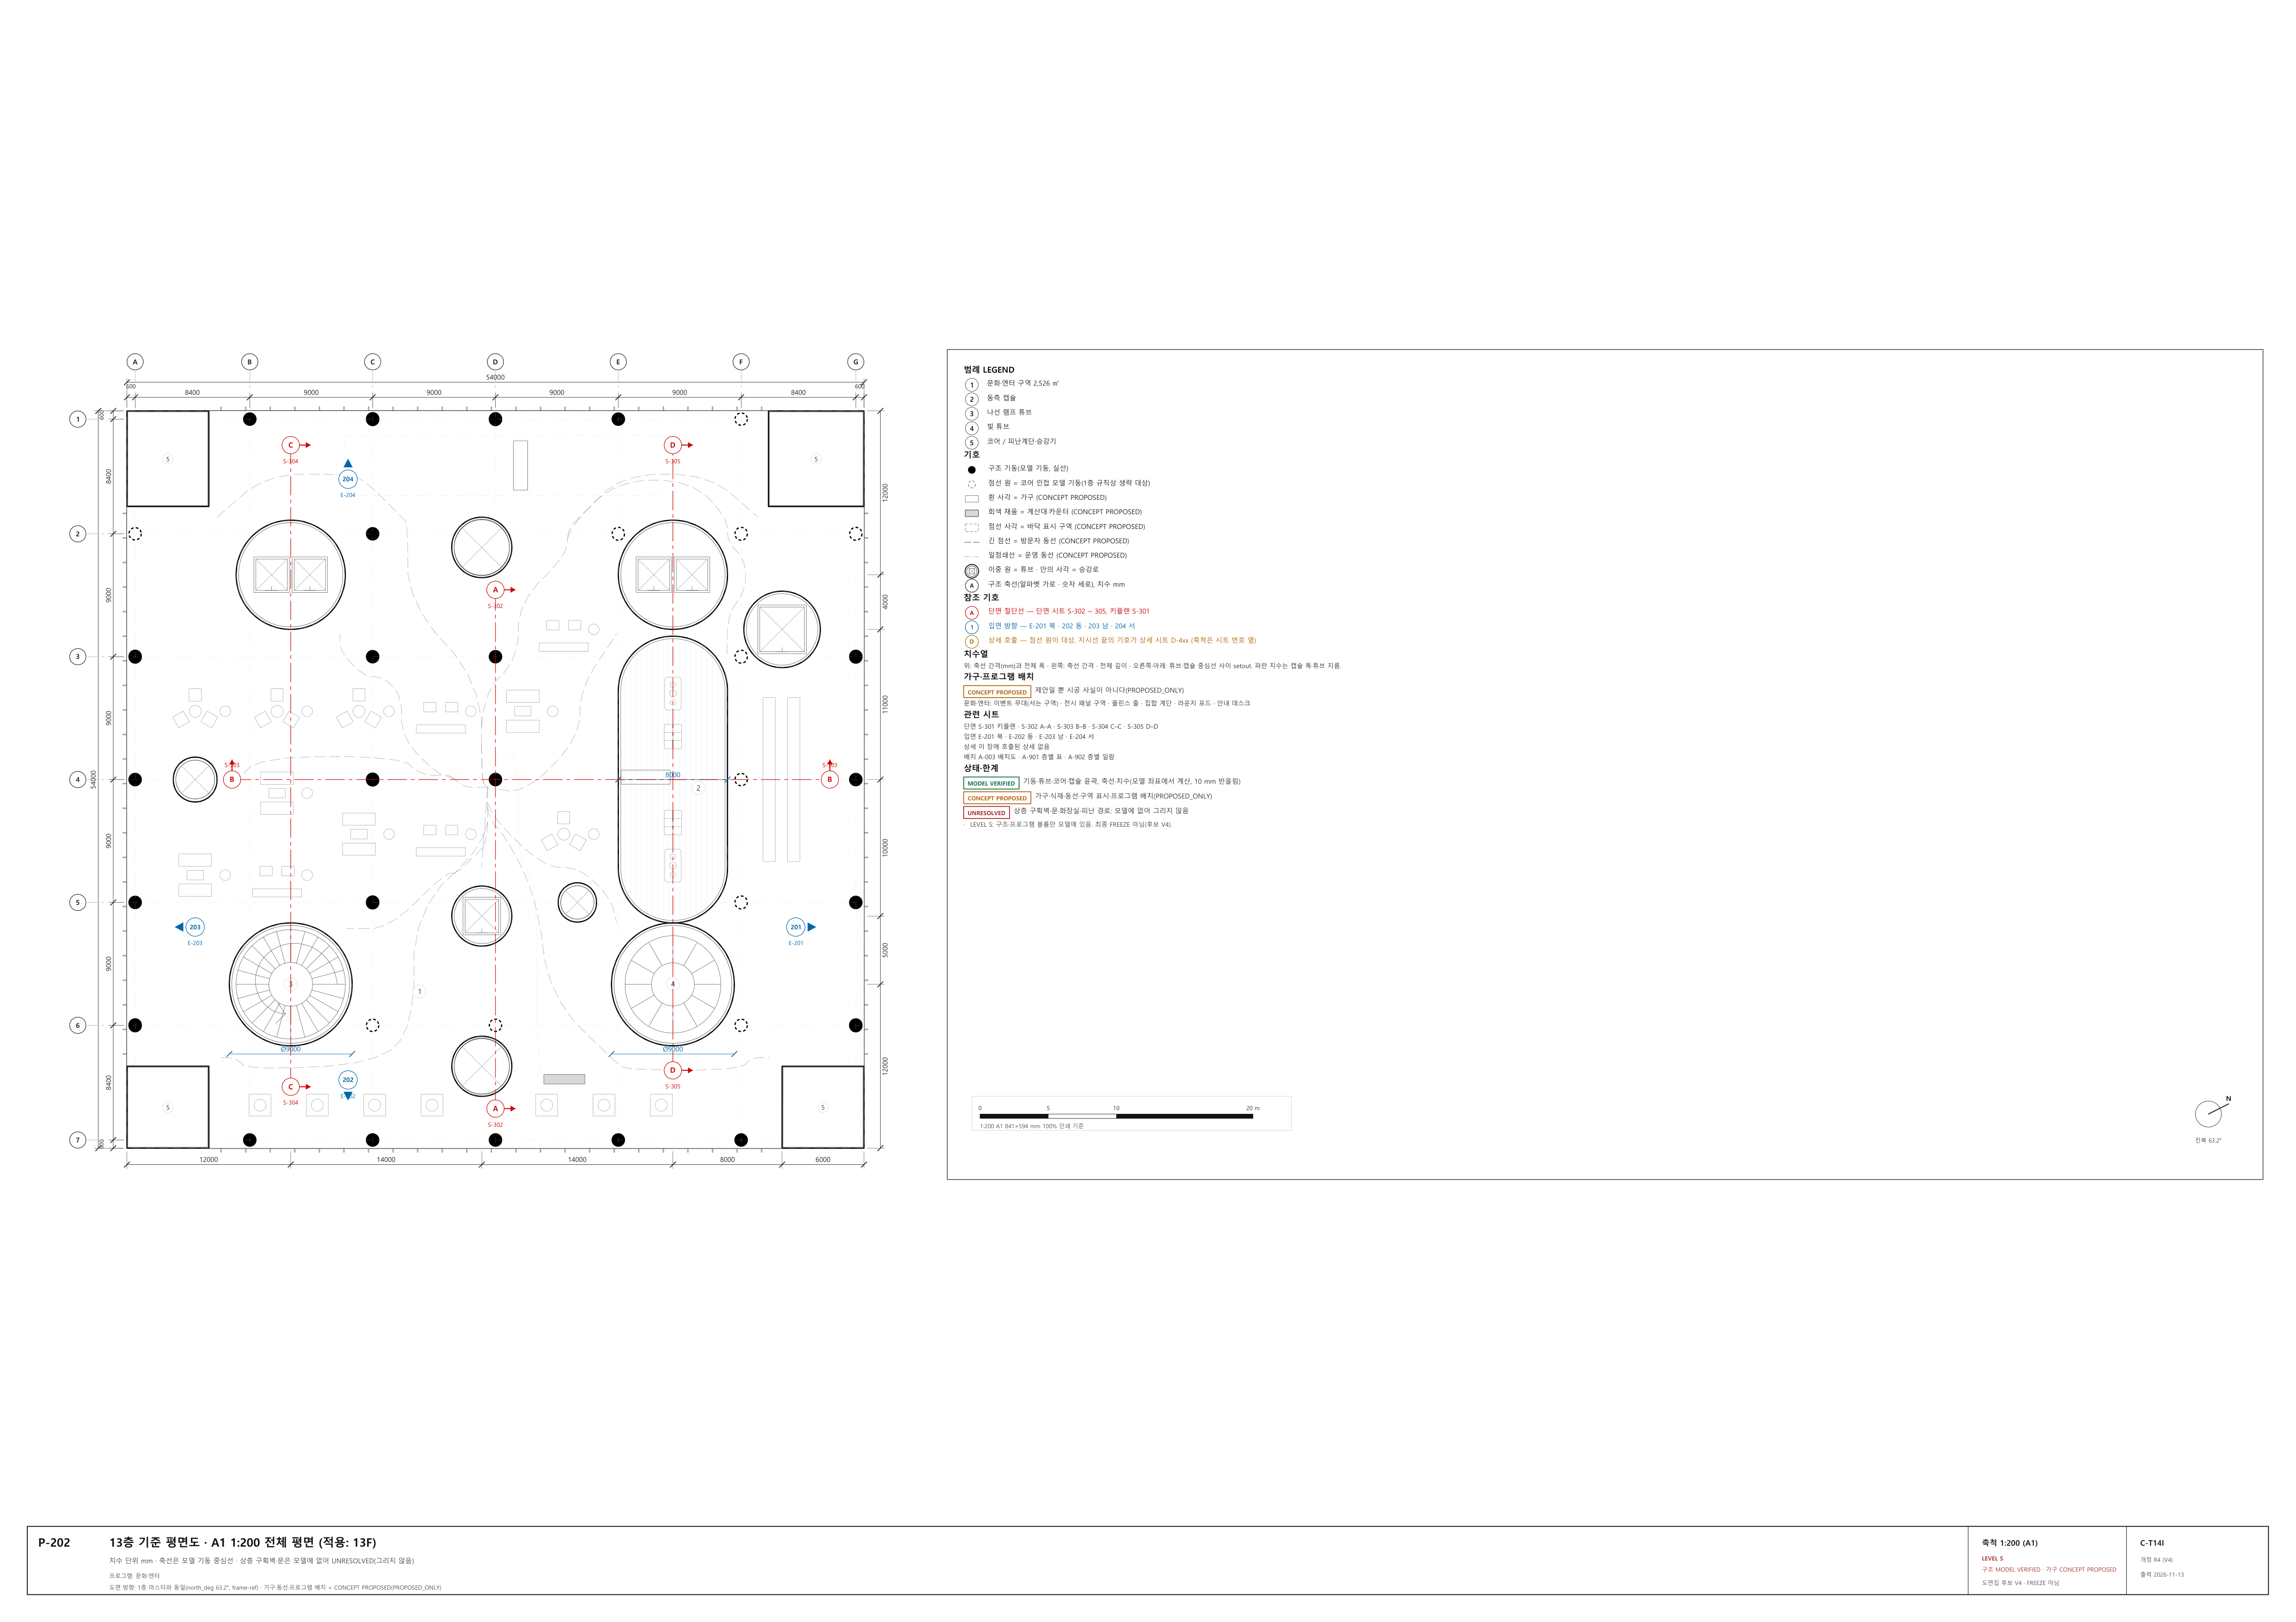 A B C D E F G
54000
600 600
8400 9000 9000 9000 9000 8400
1
600
C D
5 5
S-304 S-305
8400
204
12000
E-204
2
9000
A
4000
S-302
3
9000
11000
S-303 S-303
8000
4
54000
B B
2
9000
10000
5
203 201
E-203 E-201
9000
5000
3 4
1
6
Ø9000 Ø9000
D
12000
202
8400
C
S-305
E-202
S-304
5 A 5
S-302
7
600
12000 14000 14000 8000 6000
범례 LEGEND
1 문화·엔터 구역 2,526 ㎡
2 동측 캡슐
3 나선 램프 튜브
4 빛 튜브
5 코어 / 피난계단·승강기
기호
구조 기둥(모델 기둥, 실선)
점선 원 = 코어 인접 모델 기둥(1층 규칙상 생략 대상)
흰 사각 = 가구 (CONCEPT PROPOSED)
회색 채움 = 계산대·카운터 (CONCEPT PROPOSED)
점선 사각 = 바닥 표시 구역 (CONCEPT PROPOSED)
긴 점선 = 방문자 동선 (CONCEPT PROPOSED)
일점쇄선 = 운영 동선 (CONCEPT PROPOSED)
이중 원 = 튜브 · 안의 사각 = 승강로
A 구조 축선(알파벳 가로 · 숫자 세로), 치수 mm
참조 기호
A 단면 절단선 — 단면 시트 S-302 ~ 305, 키플랜 S-301
1 입면 방향 — E-201 북 · 202 동 · 203 남 · 204 서
D 상세 호출 — 점선 원이 대상, 지시선 끝의 기호가 상세 시트 D-4xx (축척은 시트 번호 옆)
치수열
위: 축선 간격(mm)과 전체 폭 · 왼쪽: 축선 간격 · 전체 깊이 · 오른쪽·아래: 튜브·캡슐 중심선 사이 setout. 파란 치수는 캡슐 폭·튜브 지름.
가구·프로그램 배치
CONCEPT PROPOSED 제안일 뿐 시공 사실이 아니다(PROPOSED_ONLY)
문화·엔터: 이벤트 무대(서는 구역) · 전시 패널 구역 · 플린스 줄 · 집합 계단 · 라운지 포드 · 안내 데스크
관련 시트
단면 S-301 키플랜 · S-302 A–A · S-303 B–B · S-304 C–C · S-305 D–D
입면 E-201 북 · E-202 동 · E-203 남 · E-204 서
상세 이 장에 호출된 상세 없음
배치 A-003 배치도 · A-901 층별 표 · A-902 층별 일람
상태·한계
MODEL VERIFIED 기둥·튜브·코어·캡슐 윤곽, 축선·치수(모델 좌표에서 계산, 10 mm 반올림)
CONCEPT PROPOSED 가구·식재·동선·구역 표시·프로그램 배치(PROPOSED_ONLY)
UNRESOLVED 상층 구획벽·문·화장실·피난 경로: 모델에 없어 그리지 않음
· LEVEL S: 구조·프로그램 볼륨만 모델에 있음. 최종 FREEZE 아님(후보 V4).
0 5 10 20 m
1:200 A1 841×594 mm 100% 인쇄 기준
N
진북 63.2°
P-202
13층 기준 평면도 · A1 1:200 전체 평면 (적용: 13F)
치수 단위 mm · 축선은 모델 기둥 중심선 · 상층 구획벽·문은 모델에 없어 UNRESOLVED(그리지 않음)
프로그램: 문화·엔터
도면 방향: 1층 마스터와 동일(north_deg 63.2°, frame-ref) · 가구·동선·프로그램 배치 = CONCEPT PROPOSED(PROPOSED_ONLY)
축척 1:200 (A1)
LEVEL S
구조 MODEL VERIFIED · 가구 CONCEPT PROPOSED
도면집 후보 V4 · FREEZE 아님
C-T14I
개정 R4 (V4)
출력 2026-11-13